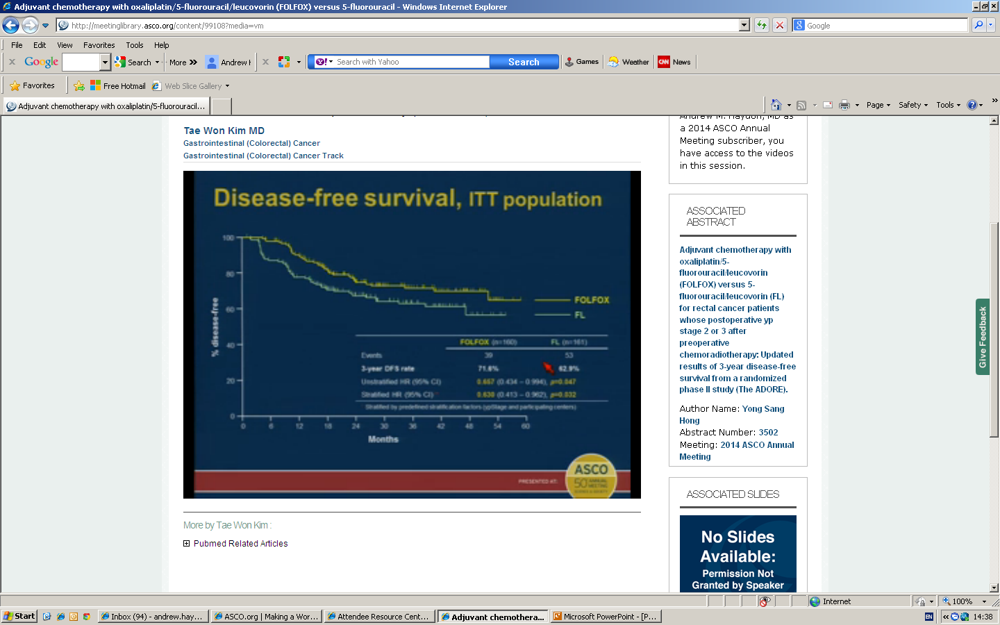 Adjuvant chemotherapy with oxaliplatin/5-fluorouracil/leucovorin (FOLFOX) versus 5-fluorouracil - Windows Internet Explorer
http://meetinglibrary.asco.org/content/99108?media=vm
Google
File Edit View Favorites Tools Help
Google Search More »
Search with Yahoo
Search
Games Weather CNN News
Favorites Free Hotmail Web Slice Gallery
Adjuvant chemotherapy with oxaliplatin/5-fluorouracil...
Page Safety Tools
Tae Won Kim MD
Gastrointestinal (Colorectal) Cancer
Gastrointestinal (Colorectal) Cancer Track
Disease-free survival, ITT population
% disease-free
100
80
60
40
20
0
FOLFOX
FL
FOLFOX (n=160) FL (n=161)
Events 39 53
3-year DFS rate 71.6% 62.9%
Unstratified HR (95% CI) 0.657 (0.434 – 0.994), p=0.047
Stratified HR (95% CI) 0.630 (0.413 – 0.962), p=0.032
Stratified by predefined stratification factors (ypStage and participating centers)
0 6 12 18 24 30 36 42 48 54 60
Months
PRESENTED AT:
ASCO
50 ANNUAL
MEETING
More by Tae Won Kim :
Pubmed Related Articles
Andrew M. Haydon, MD as
a 2014 ASCO Annual
Meeting subscriber, you
have access to the videos
in this session.
ASSOCIATED
ABSTRACT
Adjuvant chemotherapy with
oxaliplatin/5-
fluorouracil/leucovorin
(FOLFOX) versus 5-
fluorouracil/leucovorin (FL)
for rectal cancer patients
whose postoperative yp
stage 2 or 3 after
preoperative
chemoradiotherapy: Updated
results of 3-year disease-free
survival from a randomized
phase II study (The ADORE).
Author Name: Yong Sang
Hong
Abstract Number: 3502
Meeting: 2014 ASCO Annual
Meeting
ASSOCIATED SLIDES
No Slides
Available:
Permission Not
Granted by Speaker
Give Feedback
Internet 100%
Start Inbox (94) - andrew.hay... ASCO.org | Making a Wor... Attendee Resource Cent... Adjuvant chemothera... Microsoft PowerPoint - [P... EN 14:38